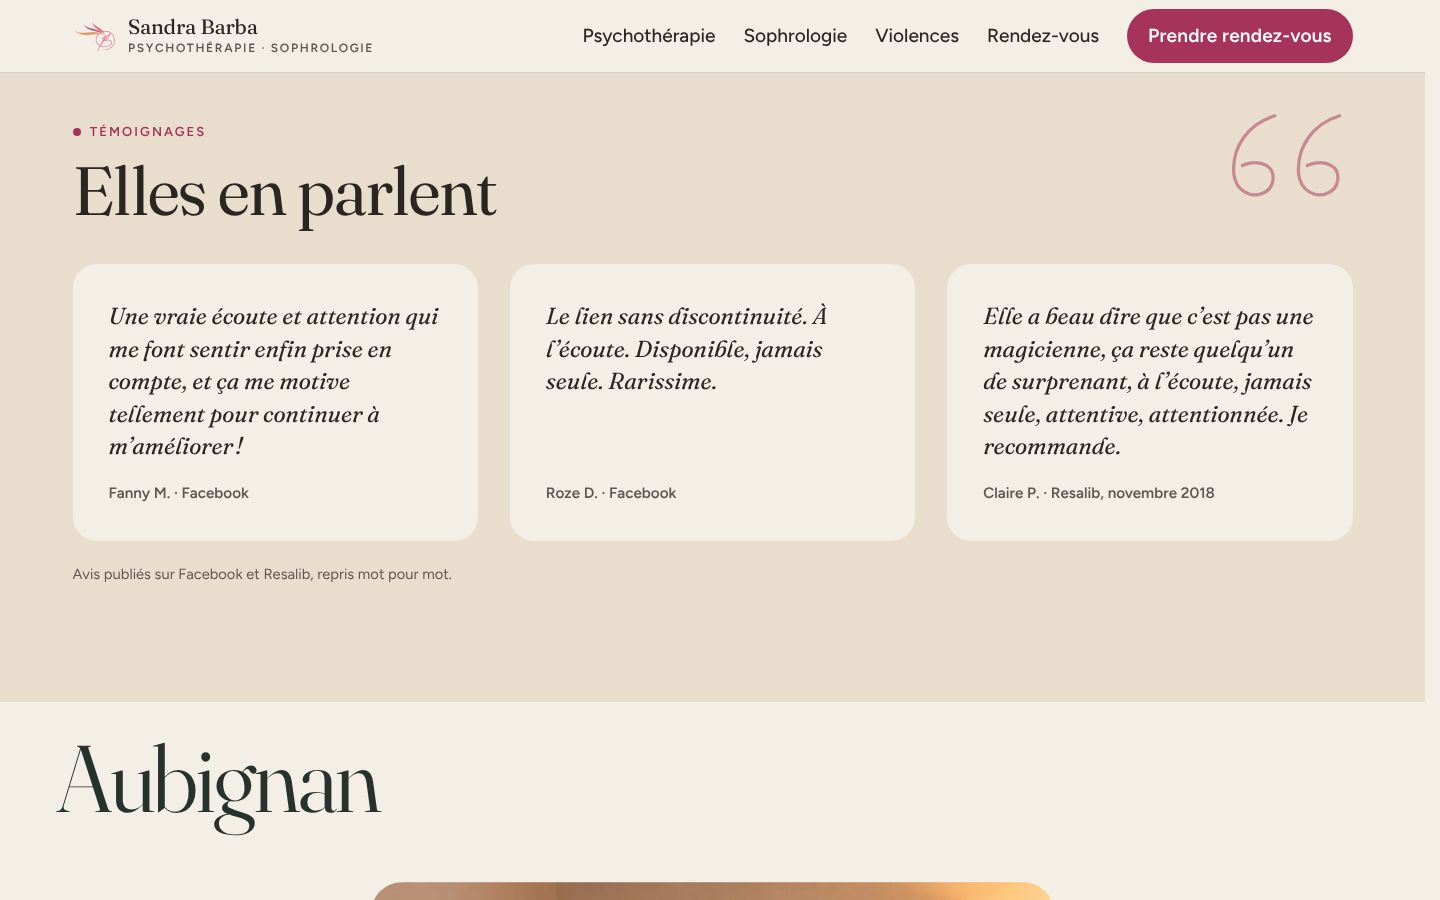 Sandra Barba
PSYCHOTHÉRAPIE · SOPHROLOGIE
Psychothérapie
Sophrologie
Violences
Rendez-vous
Prendre rendez-vous
TÉMOIGNAGES
Elles en parlent
Une vraie écoute et attention qui
me font sentir enfin prise en
compte, et ça me motive
tellement pour continuer à
m’améliorer !
Fanny M. · Facebook
Le lien sans discontinuité. À
l’écoute. Disponible, jamais
seule. Rarissime.
Roze D. · Facebook
Elle a beau dire que c’est pas une
magicienne, ça reste quelqu’un
de surprenant, à l’écoute, jamais
seule, attentive, attentionnée. Je
recommande.
Claire P. · Resalib, novembre 2018
Avis publiés sur Facebook et Resalib, repris mot pour mot.
Aubignan